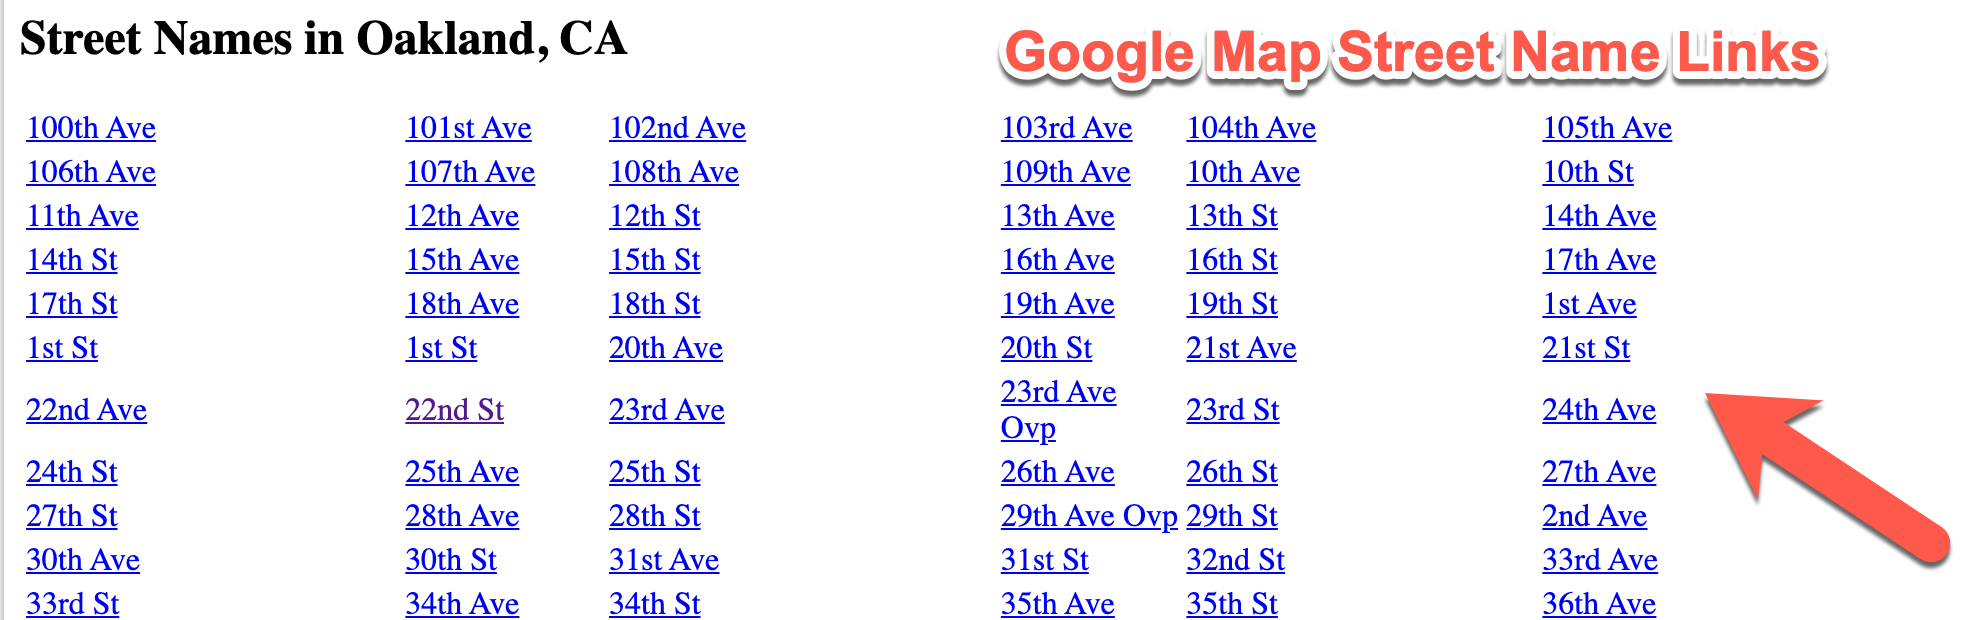 Street Names in Oakland, CA
Google Map Street Name Links
100th Ave 101st Ave 102nd Ave 103rd Ave 104th Ave 105th Ave
106th Ave 107th Ave 108th Ave 109th Ave 10th Ave 10th St
11th Ave 12th Ave 12th St 13th Ave 13th St 14th Ave
14th St 15th Ave 15th St 16th Ave 16th St 17th Ave
17th St 18th Ave 18th St 19th Ave 19th St 1st Ave
1st St 1st St 20th Ave 20th St 21st Ave 21st St
22nd Ave 22nd St 23rd Ave 23rd Ave
Ovp 23rd St 24th Ave
24th St 25th Ave 25th St 26th Ave 26th St 27th Ave
27th St 28th Ave 28th St 29th Ave Ovp 29th St 2nd Ave
30th Ave 30th St 31st Ave 31st St 32nd St 33rd Ave
33rd St 34th Ave 34th St 35th Ave 35th St 36th Ave